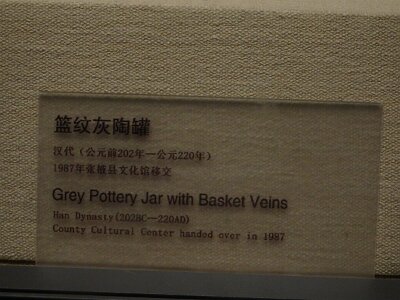 篮纹灰陶罐
汉代（公元前202年—公元220年）
1987年张掖县文化馆移交
Grey Pottery Jar with Basket Veins
Han Dynasty(202BC—220AD)
County Cultural Center handed over in 1987